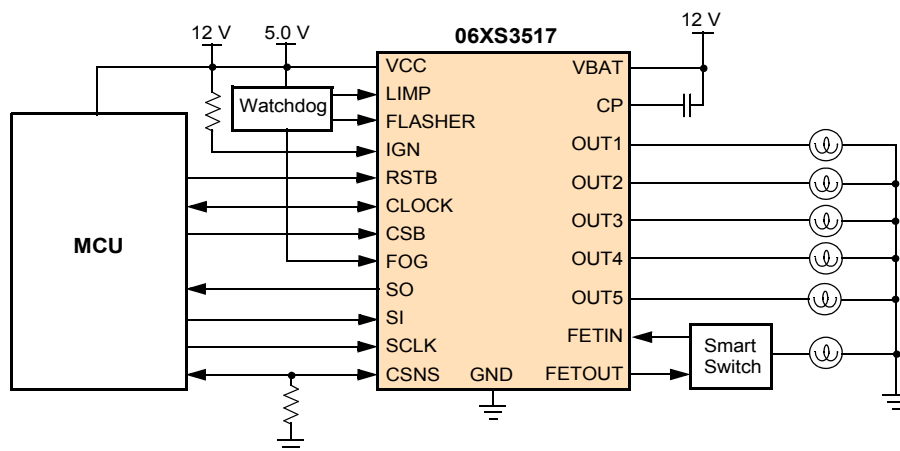 12 V
5.0 V
06XS3517
12 V
VCC
LIMP
FLASHER
IGN
RSTB
CLOCK
CSB
FOG
SO
SI
SCLK
CSNS
GND
VBAT
CP
OUT1
OUT2
OUT3
OUT4
OUT5
FETIN
FETOUT
Watchdog
MCU
Smart
Switch